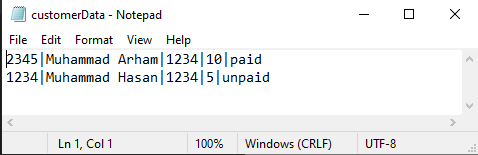 customerData - Notepad
File Edit Format View Help
2345|Muhammad Arham|1234|10|paid
1234|Muhammad Hasan|1234|5|unpaid
Ln 1, Col 1 100% Windows (CRLF) UTF-8